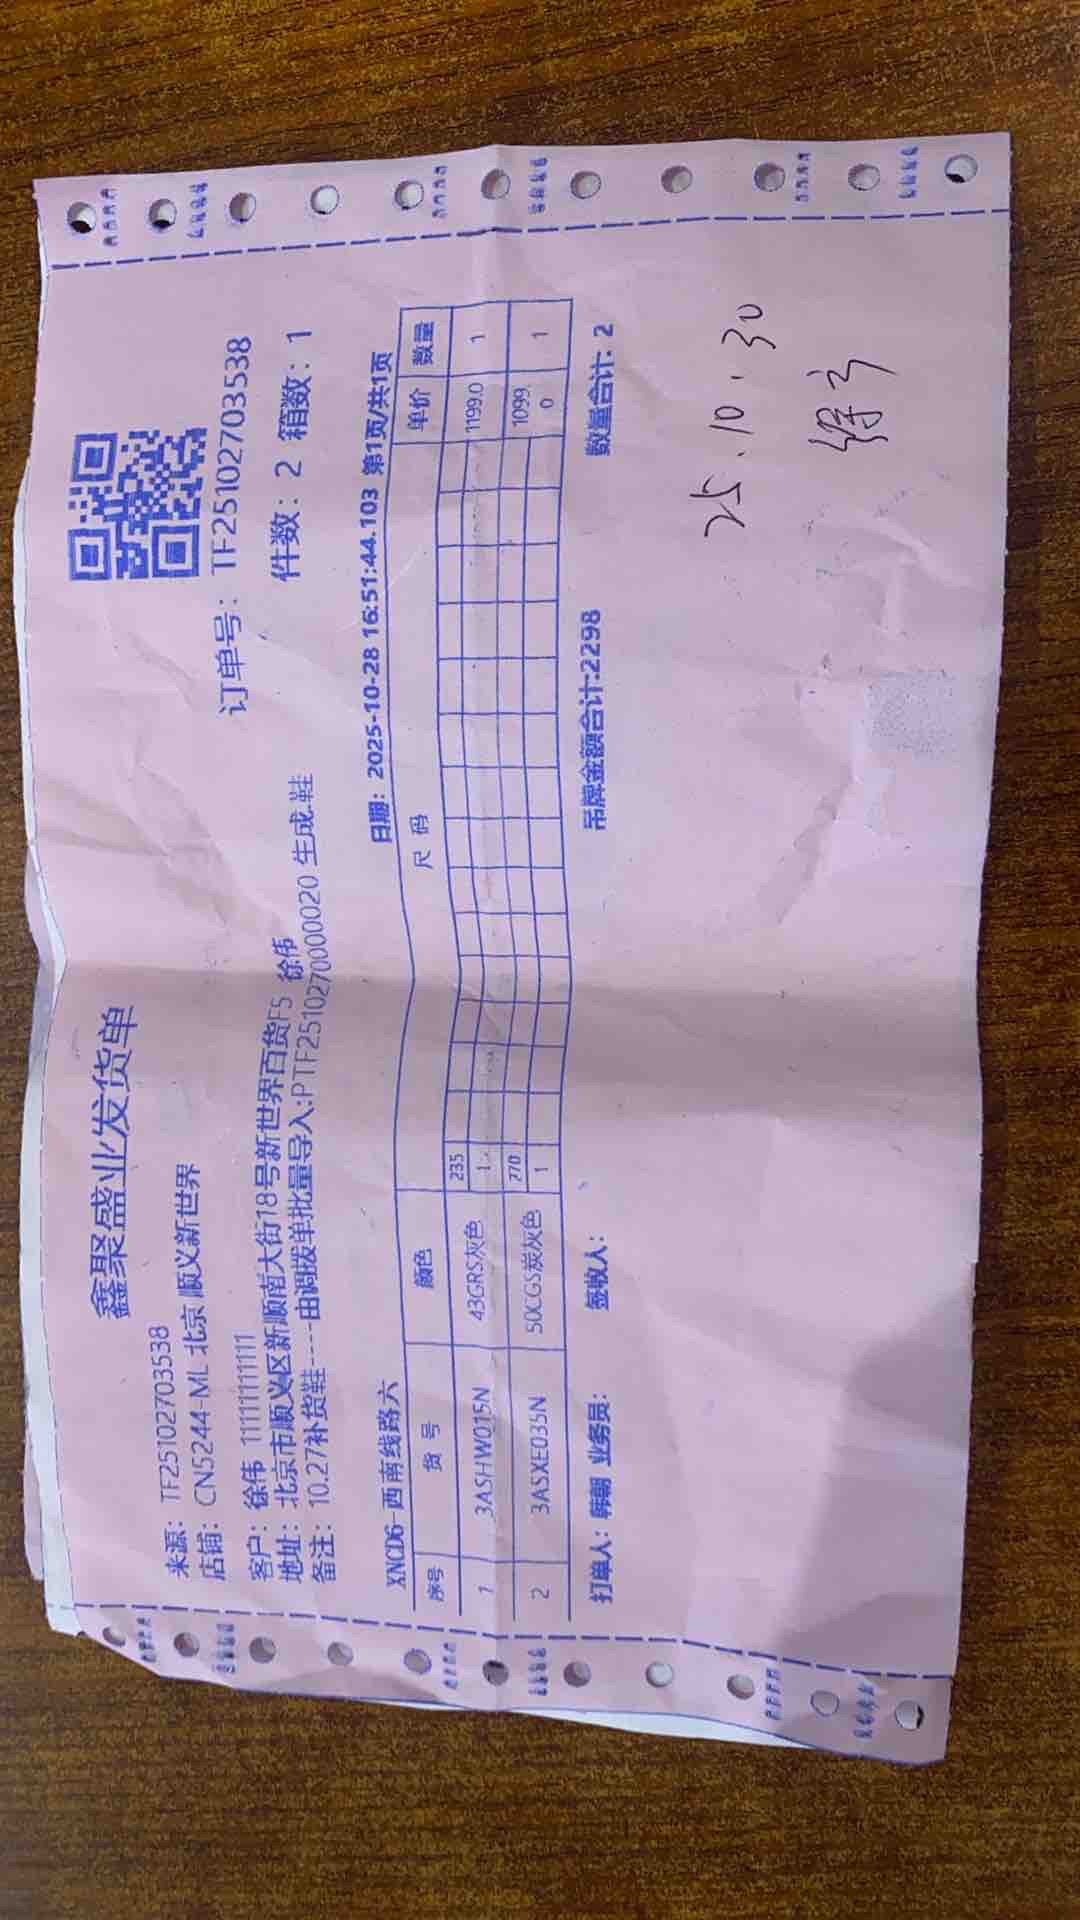 鑫聚盛业发货单
来源：TF25102703538
店铺：CN5244-ML 北京 顺义新世界
订单号：TF25102703538
客户：徐伟 11111111111
件数：2 箱数：1
地址：北京市顺义区新顺南大街18号新世界百货F5 徐伟
备注：10.27补货鞋----由调拨单批量导入:PTF25102700000020 生成.鞋
XNCD6-西南线路六 日期：2025-10-28 16:51:44.103 第1页/共1页
序号 货 号 颜色 尺 码 单价 数量
235
1 3ASHW015N 43GRS灰色 1 1199.0 1
270
2 3ASXE035N 50CGS炭灰色 1 1099.0 1
打单人：韩朝 业务员： 签收人： 吊牌金额合计:2298 数量合计：2
25.10.30